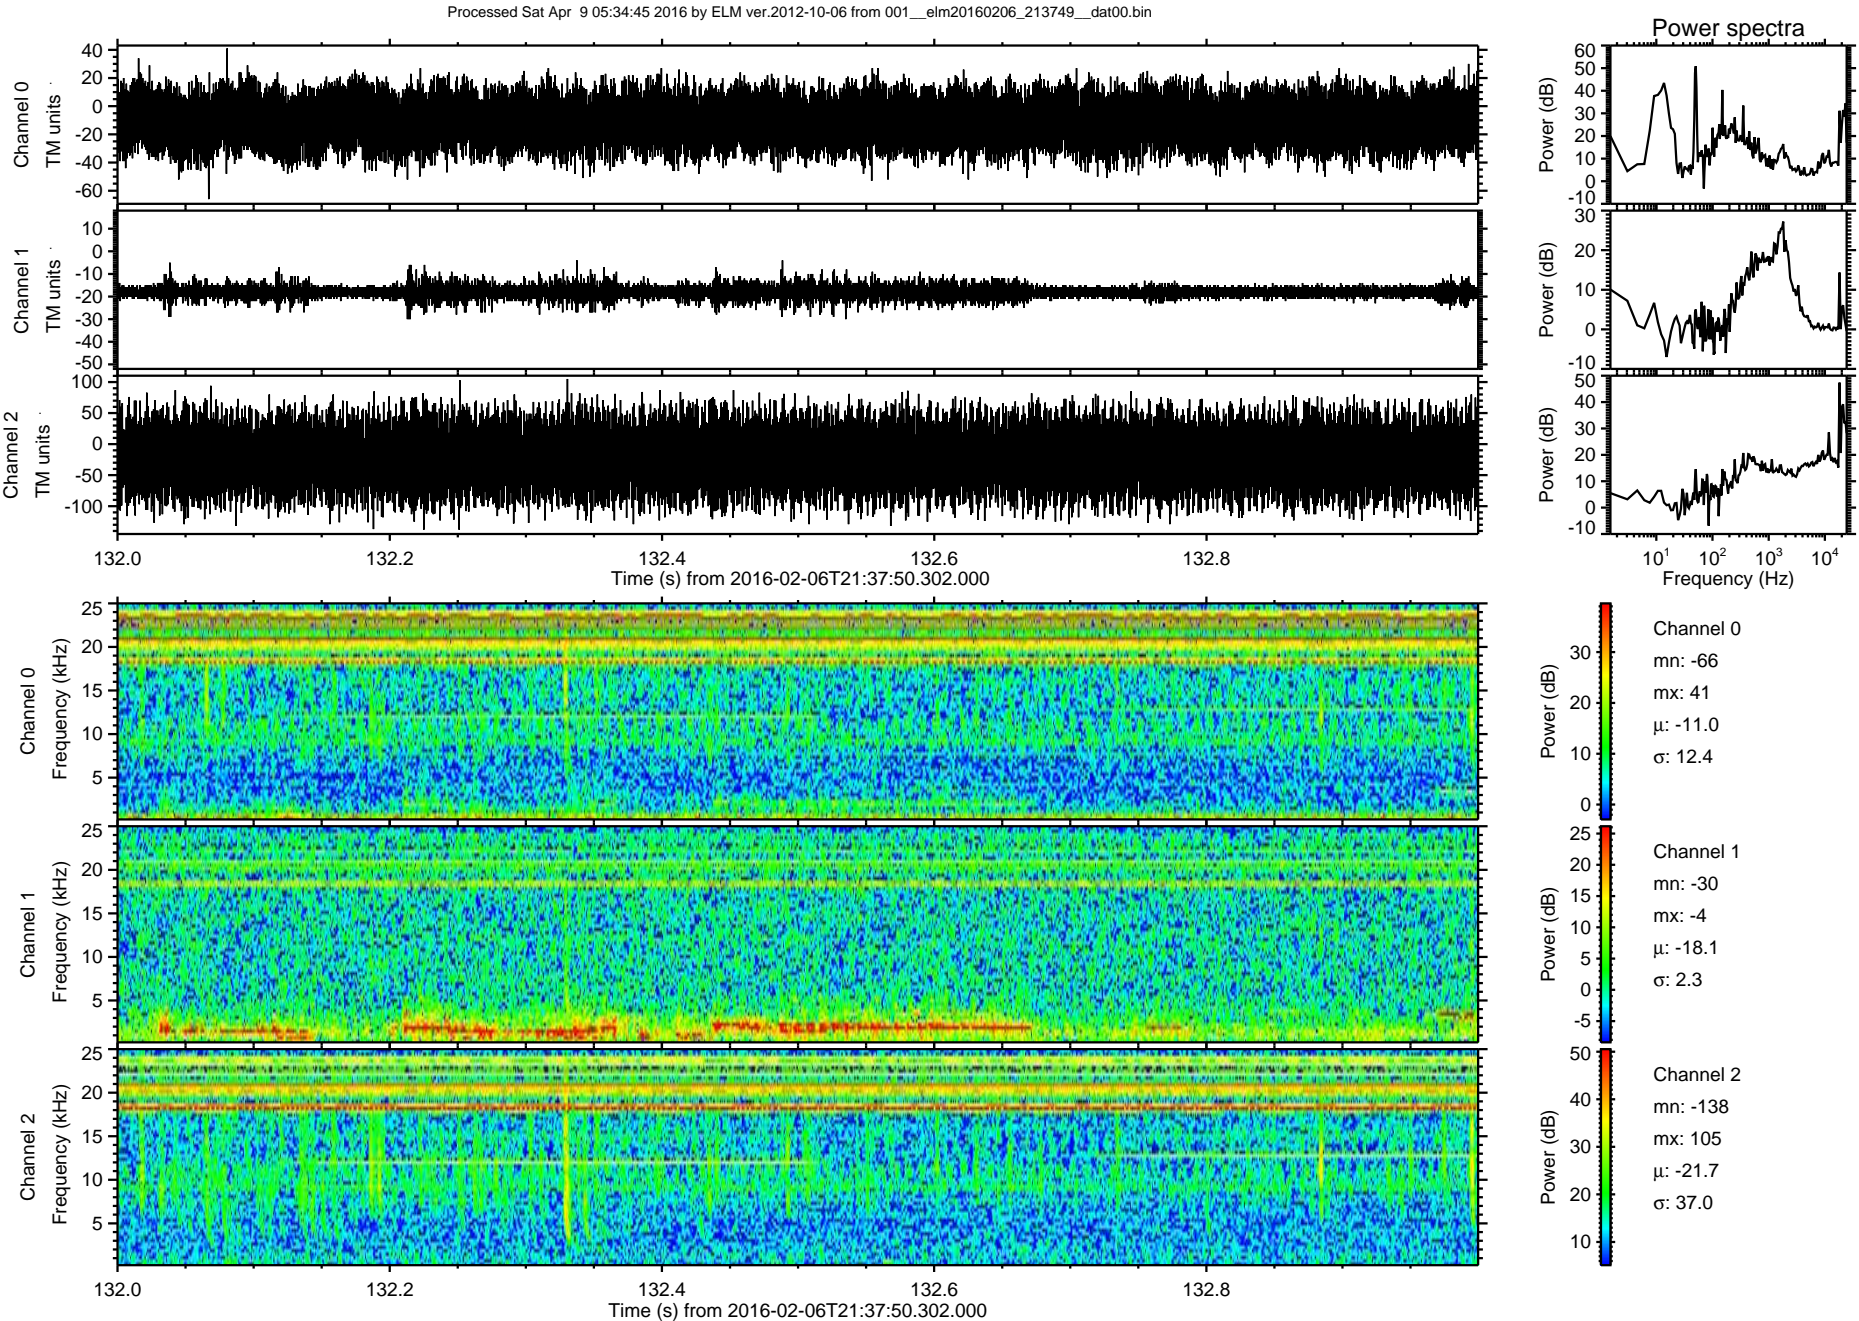 Processed Sat Apr  9 05:34:45 2016 by ELM ver.2012-10-06 from 001__elm20160206_213749__dat00.bin
Power spectra
Channel 0
TM units
40
20
0
-20
-40
-60
Power (dB)
60
50
40
30
20
10
0
-10
Channel 1
TM units
10
0
-10
-20
-30
-40
-50
Power (dB)
30
20
10
0
-10
Channel 2
TM units
100
50
0
-50
-100
Power (dB)
50
40
30
20
10
0
-10
132.0 132.2 132.4 132.6 132.8
Time (s) from 2016-02-06T21:37:50.302.000
10¹ 10² 10³ 10⁴
Frequency (Hz)
Channel 0
Frequency (kHz)
25
20
15
10
5
Power (dB)
30
20
10
0
Channel 0
mn: -66
mx: 41
μ: -11.0
σ: 12.4
Channel 1
Frequency (kHz)
25
20
15
10
5
Power (dB)
25
20
15
10
5
0
-5
Channel 1
mn: -30
mx: -4
μ: -18.1
σ: 2.3
Channel 2
Frequency (kHz)
25
20
15
10
5
Power (dB)
50
40
30
20
10
Channel 2
mn: -138
mx: 105
μ: -21.7
σ: 37.0
132.0 132.2 132.4 132.6 132.8
Time (s) from 2016-02-06T21:37:50.302.000